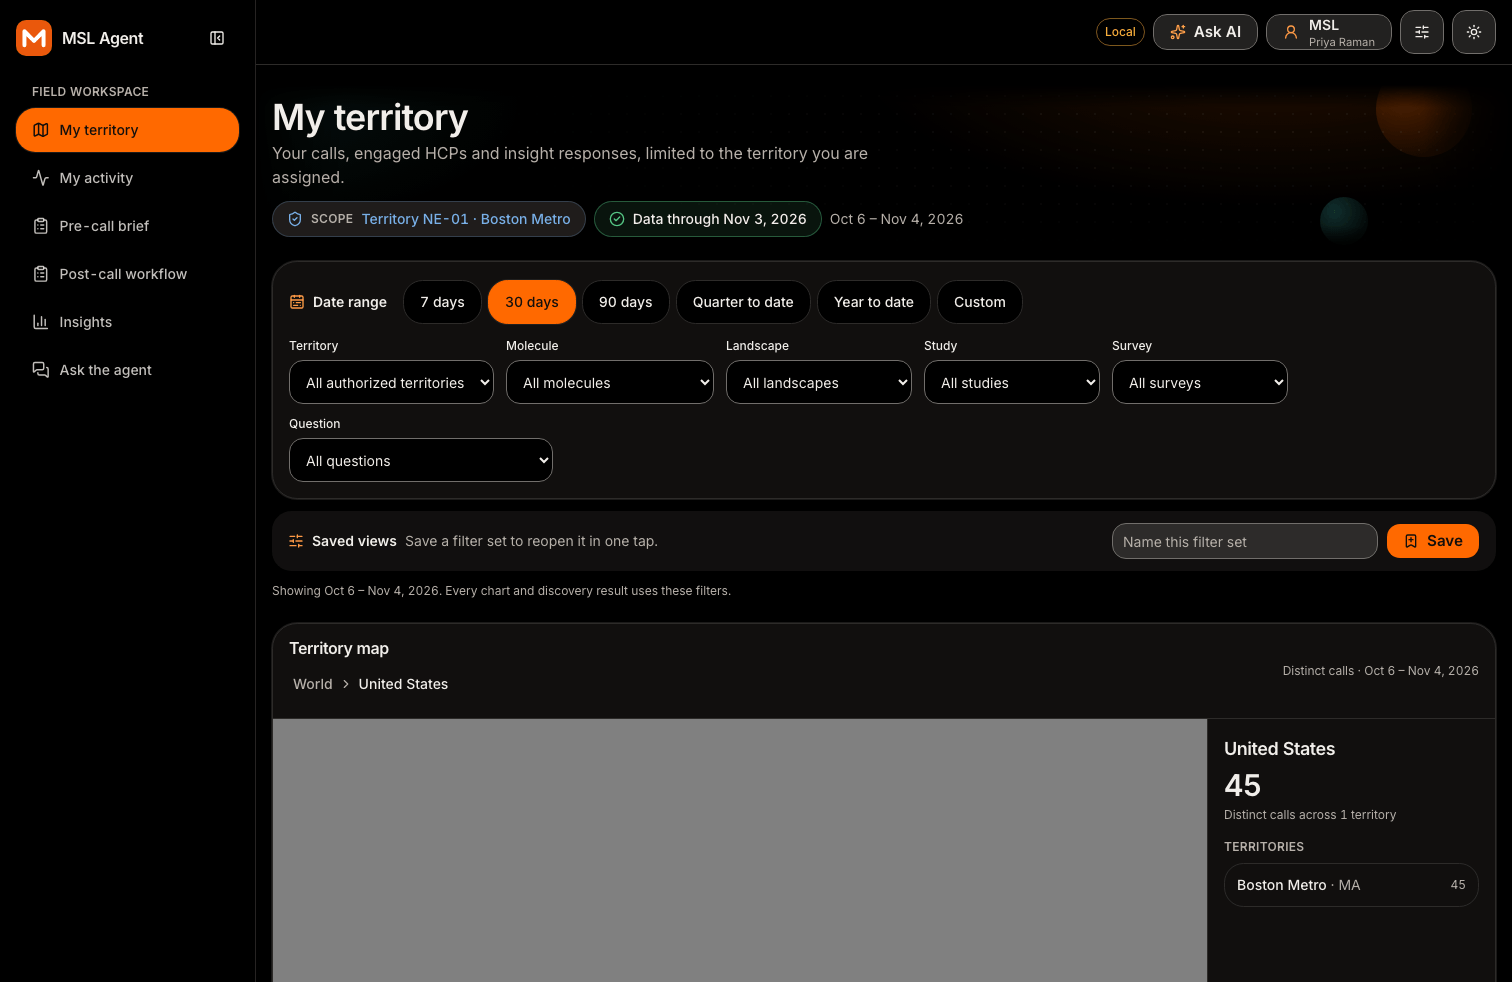 MSL Agent
Local
Ask AI
MSL
Priya Raman
FIELD WORKSPACE
My territory
My activity
Pre-call brief
Post-call workflow
Insights
Ask the agent
My territory
Your calls, engaged HCPs and insight responses, limited to the territory you are
assigned.
SCOPE Territory NE-01 · Boston Metro
Data through Nov 3, 2026
Oct 6 – Nov 4, 2026
Date range
7 days
30 days
90 days
Quarter to date
Year to date
Custom
Territory
Molecule
Landscape
Study
Survey
All authorized territories
All molecules
All landscapes
All studies
All surveys
Question
All questions
Saved views Save a filter set to reopen it in one tap.
Name this filter set
Save
Showing Oct 6 – Nov 4, 2026. Every chart and discovery result uses these filters.
Territory map
World > United States
Distinct calls · Oct 6 – Nov 4, 2026
United States
45
Distinct calls across 1 territory
TERRITORIES
Boston Metro · MA 45